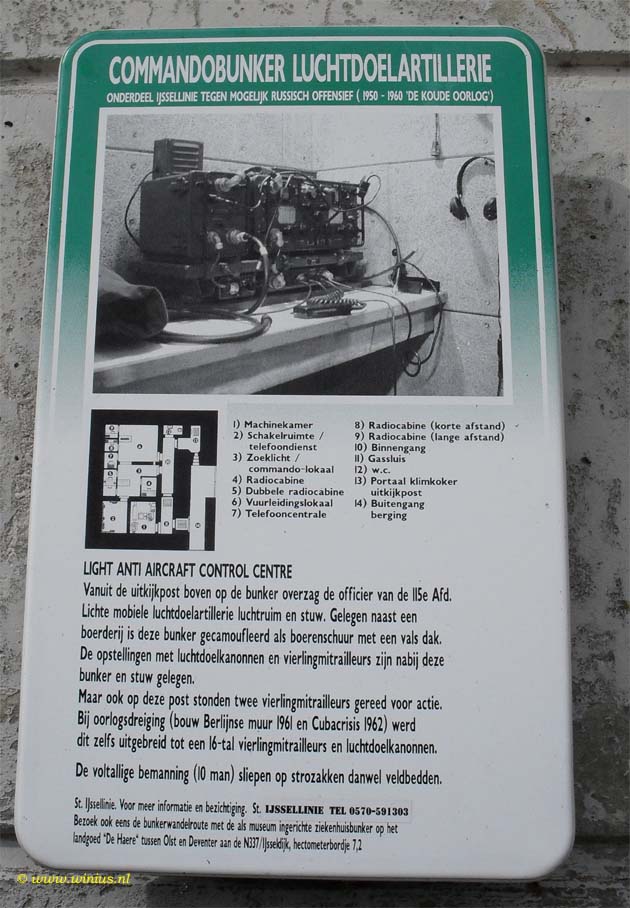 COMMANDOBUNKER LUCHTDOELARTILLERIE
ONDERDEEL IJSSELLINIE TEGEN MOGELIJK RUSSISCH OFFENSIEF ( 1950 - 1960 'DE KOUDE OORLOG')
1) Machinekamer
2) Schakelruimte /
telefoondienst
3) Zoeklicht /
commando-lokaal
4) Radiocabine
5) Dubbele radiocabine
6) Vuurleidingslokaal
7) Telefooncentrale
8) Radiocabine (korte afstand)
9) Radiocabine (lange afstand)
10) Binnengang
11) Gassluis
12) w.c.
13) Portaal klimkoker
uitkijkpost
14) Buitengang
berging
LIGHT ANTI AIRCRAFT CONTROL CENTRE
Vanuit de uitkijkpost boven op de bunker overzag de officier van de 115e Afd.
Lichte mobiele luchtdoelartillerie luchtruim en stuw. Gelegen naast een
boerderij is deze bunker gecamoufleerd als boerenschuur met een vals dak.
De opstellingen met luchtdoelkanonnen en vierlingmitrailleurs zijn nabij deze
bunker en stuw gelegen.
Maar ook op deze post stonden twee vierlingmitrailleurs gereed voor actie.
Bij oorlogsdreiging (bouw Berlijnse muur 1961 en Cubacrisis 1962) werd
dit zelfs uitgebreid tot een 16-tal vierlingmitrailleurs en luchtdoelkanonnen.
De voltallige bemanning (10 man) sliepen op strozakken danwel veldbedden.
St. IJssellinie. Voor meer informatie en bezichtiging. St. IJSSELLINIE TEL 0570-591303
Bezoek ook eens de bunkerwandelroute met de als museum ingerichte ziekenhuisbunker op het
landgoed "De Haere" tussen Olst en Deventer aan de N337/IJsseldijk, hectometerbordje 7,2
© www.winius.nl